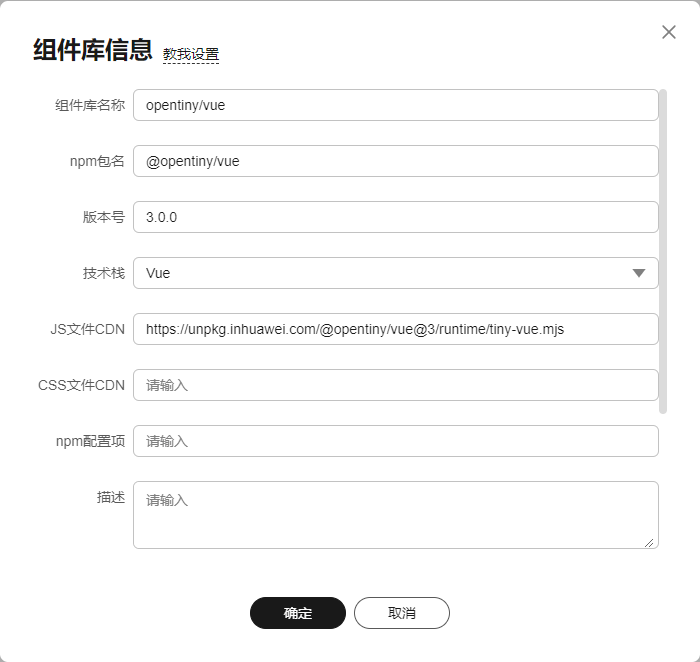 组件库信息 教我设置
组件库名称 opentiny/vue
npm包名 @opentiny/vue
版本号 3.0.0
技术栈 Vue
JS文件CDN https://unpkg.inhuawei.com/@opentiny/vue@3/runtime/tiny-vue.mjs
CSS文件CDN 请输入
npm配置项 请输入
描述 请输入
确定 取消